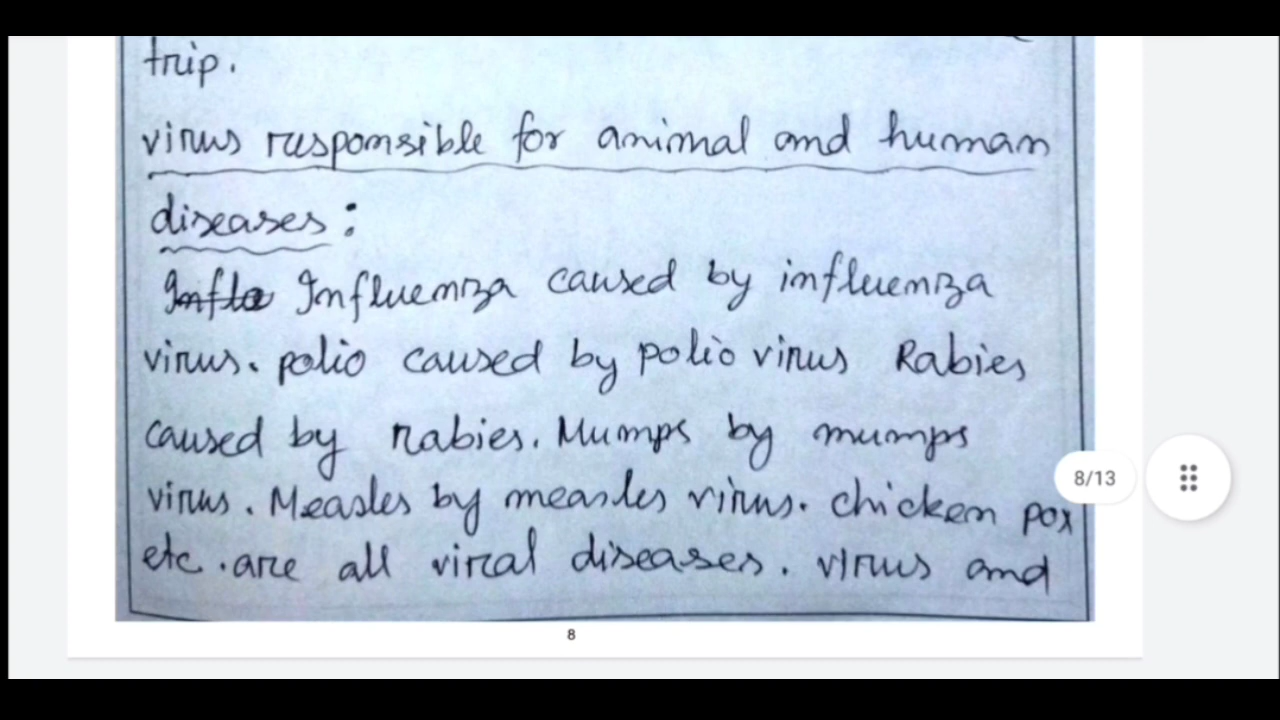 trip.
virus responsible for animal and human
diseases:
Influenza caused by influenza
virus. polio caused by polio virus Rabies
caused by rabies. Mumps by mumps
virus. Measles by measles virus. chicken pox
etc. are all viral diseases. virus and
8/13
8